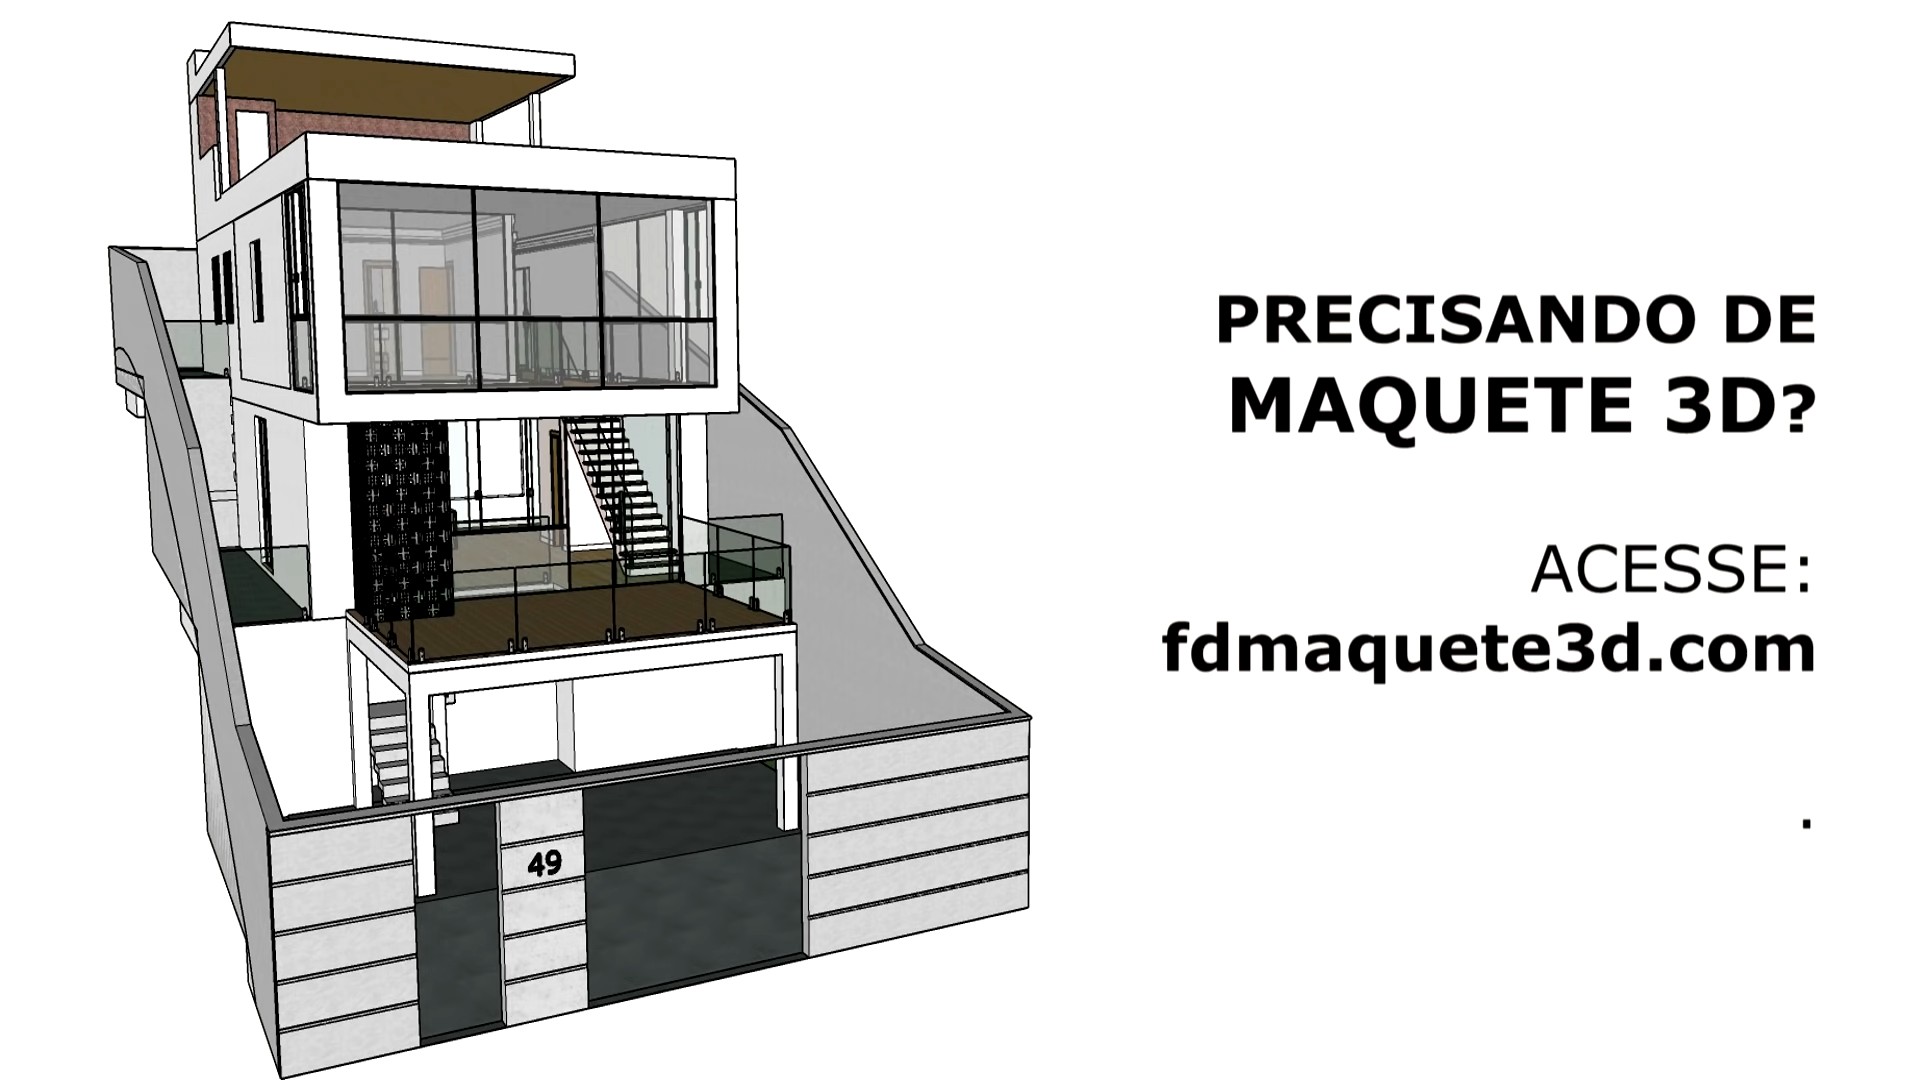 PRECISANDO DE
MAQUETE 3D?
ACESSE:
fdmaquete3d.com
.
49